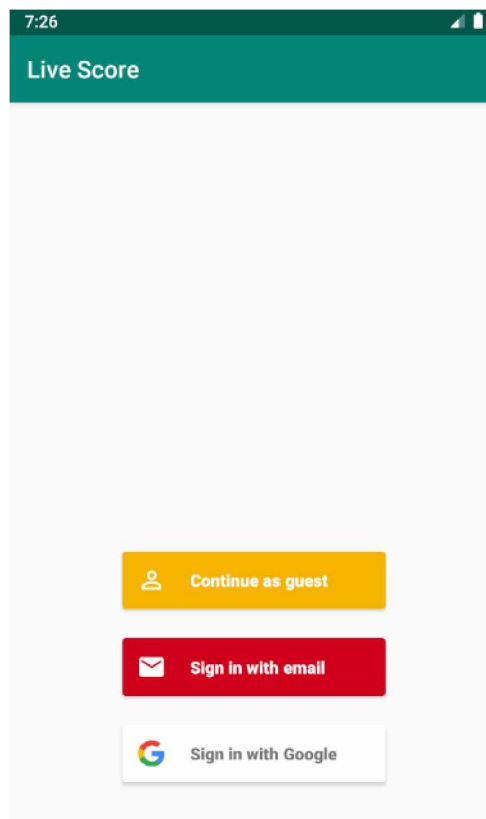 7:26
Live Score
Continue as guest
Sign in with email
Sign in with Google